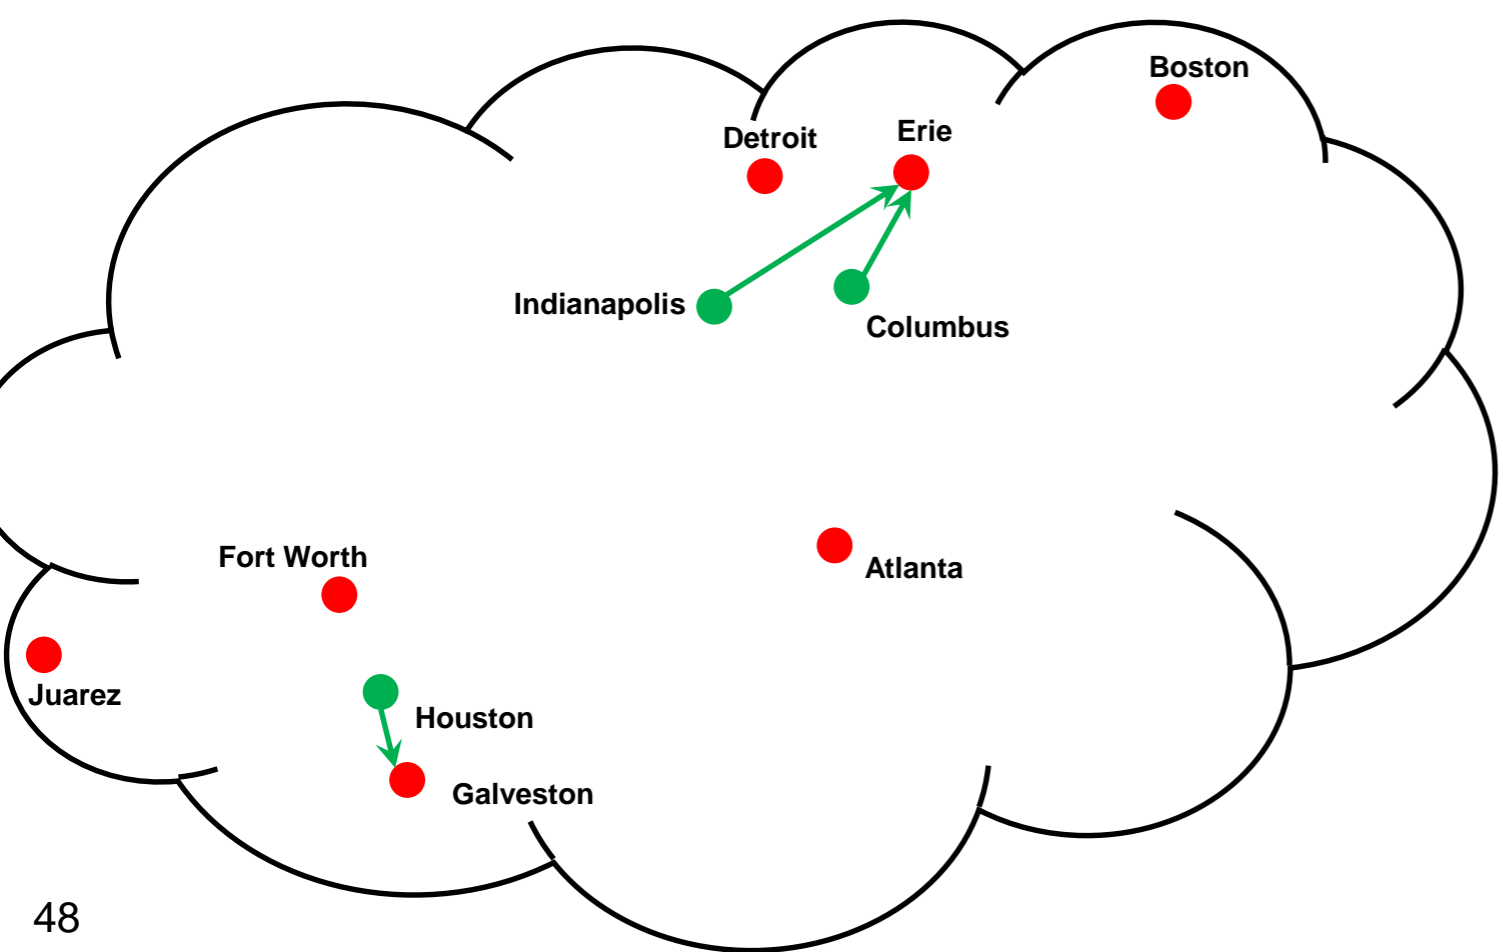 Boston
Erie
Detroit
Indianapolis
Columbus
Fort Worth
Atlanta
Juarez
Houston
Galveston
48